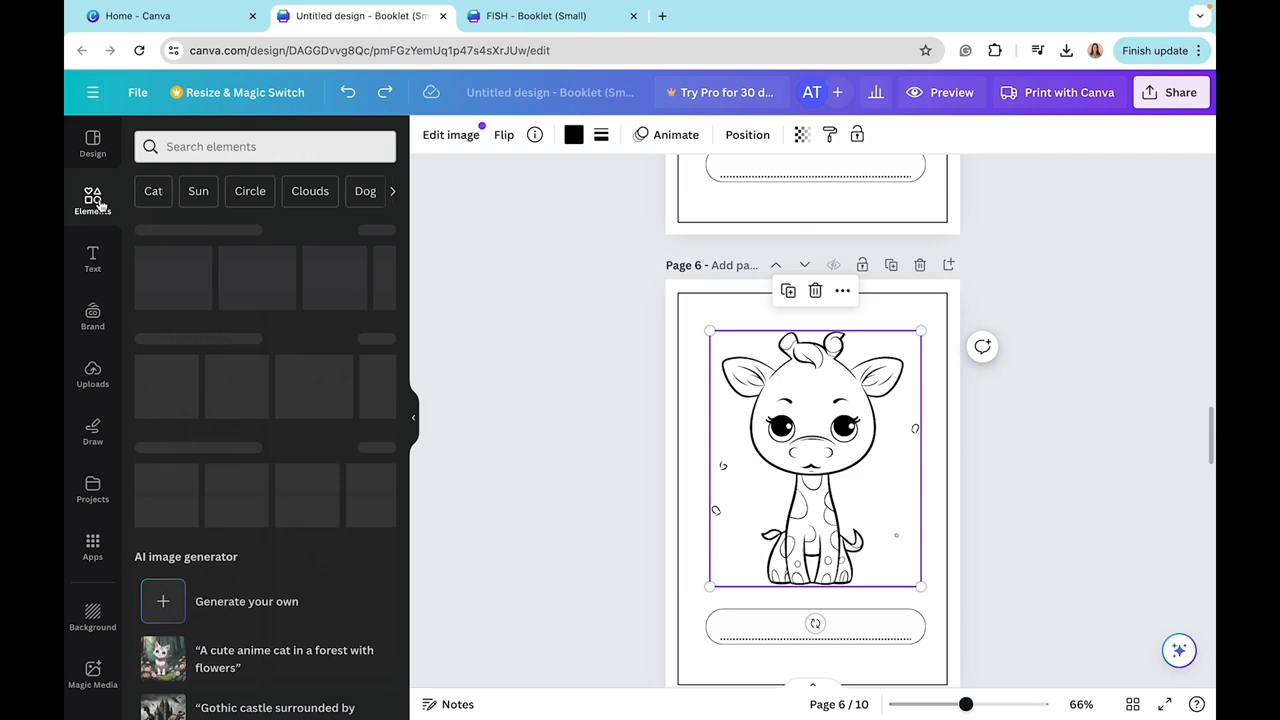 Home - Canva
Untitled design - Booklet (Sm
FISH - Booklet (Small)
canva.com/design/DAGGDvvg8Qc/pmFGzYemUq1p47s4sXrJUw/edit
Finish update
File
Resize & Magic Switch
Untitled design - Booklet (Sm...
Try Pro for 30 d...
AT
Preview
Print with Canva
Share
Design
Elements
Text
Brand
Uploads
Draw
Projects
Apps
Background
Magic Media
Search elements
Cat
Sun
Circle
Clouds
Dog
AI image generator
Generate your own
“A cute anime cat in a forest with
flowers”
“Gothic castle surrounded by
Edit image
Flip
Animate
Position
Page 6 - Add pa...
Notes
Page 6 / 10
66%